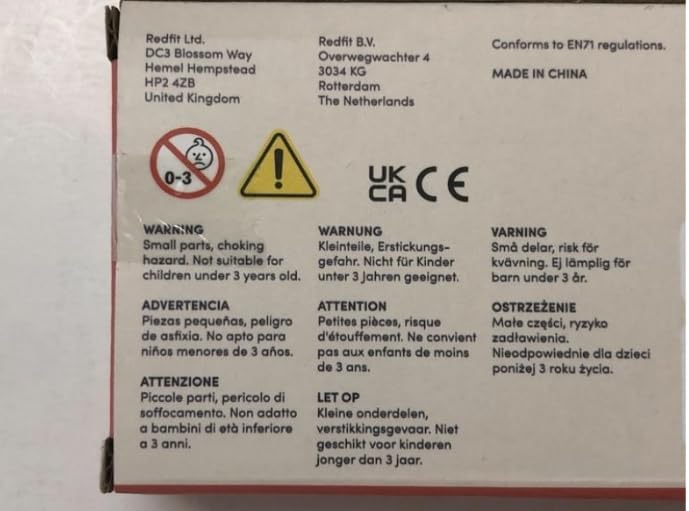 Redfit Ltd.
DC3 Blossom Way
Hemel Hempstead
HP2 4ZB
United Kingdom
Redfit B.V.
Overwegwachter 4
3034 KG
Rotterdam
The Netherlands
Conforms to EN71 regulations.
MADE IN CHINA
0-3
UK
CA
CE
WARNING
Small parts, choking
hazard. Not suitable for
children under 3 years old.
WARNUNG
Kleinteile, Erstickungs-
gefahr. Nicht für Kinder
unter 3 Jahren geeignet.
VARNING
Små delar, risk för
kvävning. Ej lämplig för
barn under 3 år.
ADVERTENCIA
Piezas pequeñas, peligro
de asfixia. No apto para
niños menores de 3 años.
ATTENTION
Petites pièces, risque
d'étouffement. Ne convient
pas aux enfants de moins
de 3 ans.
OSTRZEŻENIE
Małe części, ryzyko
zadławienia.
Nieodpowiednie dla dzieci
poniżej 3 roku życia.
ATTENZIONE
Piccole parti, pericolo di
soffocamento. Non adatto
a bambini di età inferiore
a 3 anni.
LET OP
Kleine onderdelen,
verstikkingsgevaar. Niet
geschikt voor kinderen
jonger dan 3 jaar.